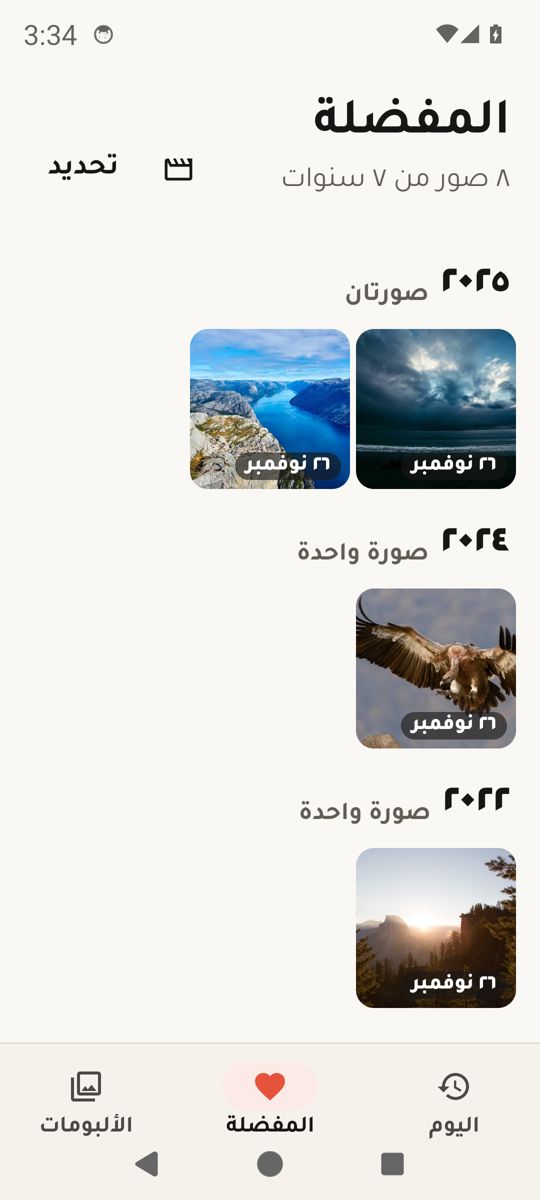 3:34
المفضلة
٨ صور من ٧ سنوات
تحديد
٢٠٢٥ صورتان
٢٦ نوفمبر
٢٦ نوفمبر
٢٠٢٤ صورة واحدة
٢٦ نوفمبر
٢٠٢٢ صورة واحدة
٢٦ نوفمبر
اليوم
المفضلة
الألبومات